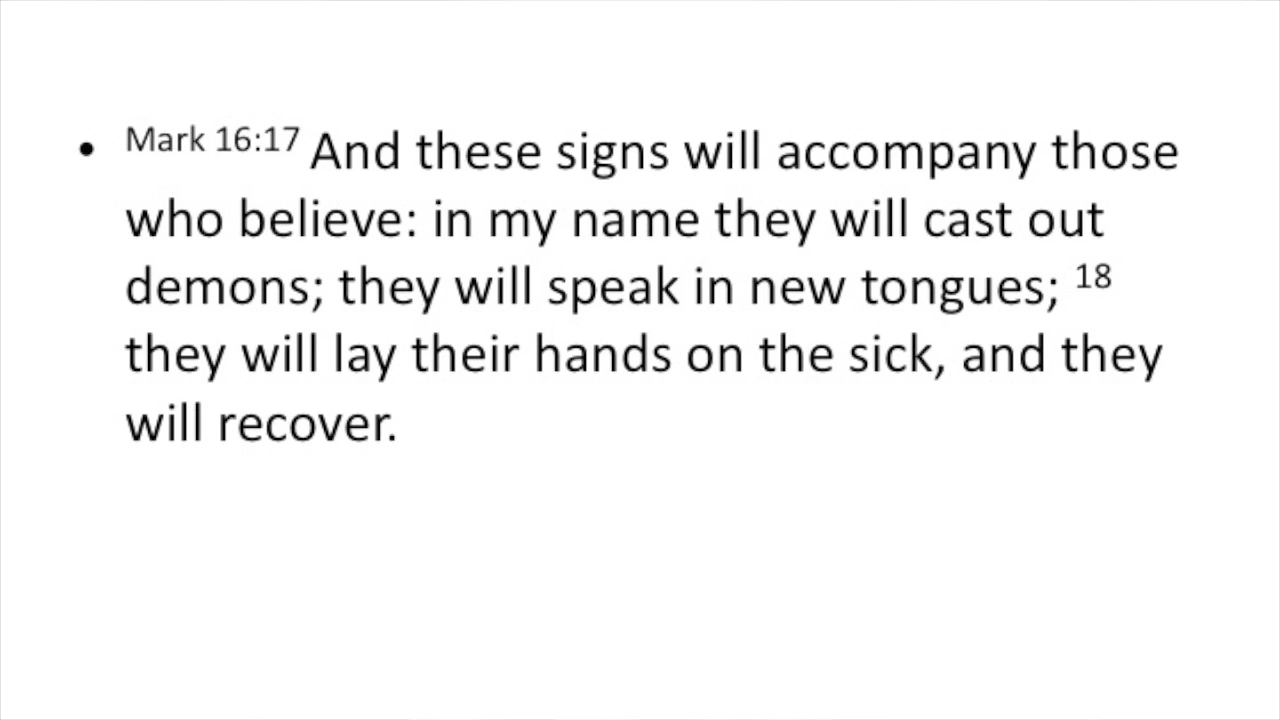 • Mark 16:17 And these signs will accompany those
who believe: in my name they will cast out
demons; they will speak in new tongues; 18
they will lay their hands on the sick, and they
will recover.